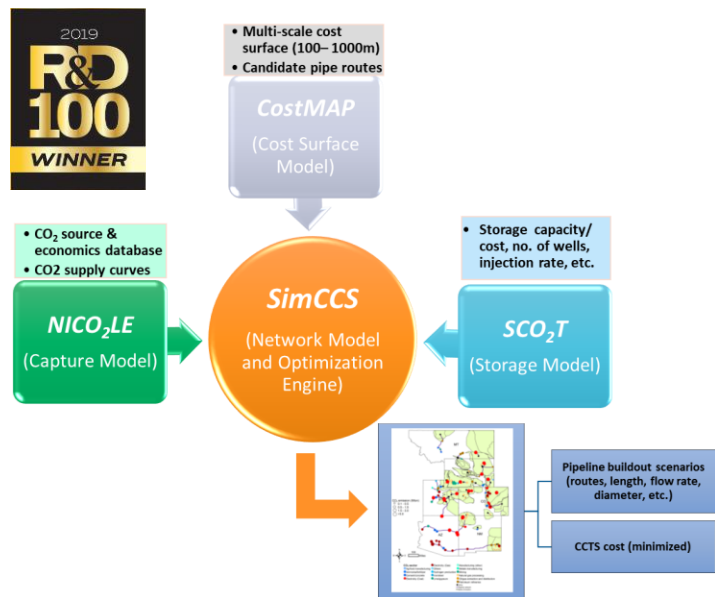 2019
R&D
100
WINNER
• Multi-scale cost
surface (100– 1000m)
• Candidate pipe routes
CostMAP
(Cost Surface
Model)
• CO₂ source &
economics database
• CO2 supply curves
NICO₂LE
(Capture Model)
SimCCS
(Network Model
and Optimization
Engine)
• Storage capacity/
cost, no. of wells,
injection rate, etc.
SCO₂T
(Storage Model)
Pipeline buildout scenarios
(routes, length, flow rate,
diameter, etc.)
CCTS cost (minimized)